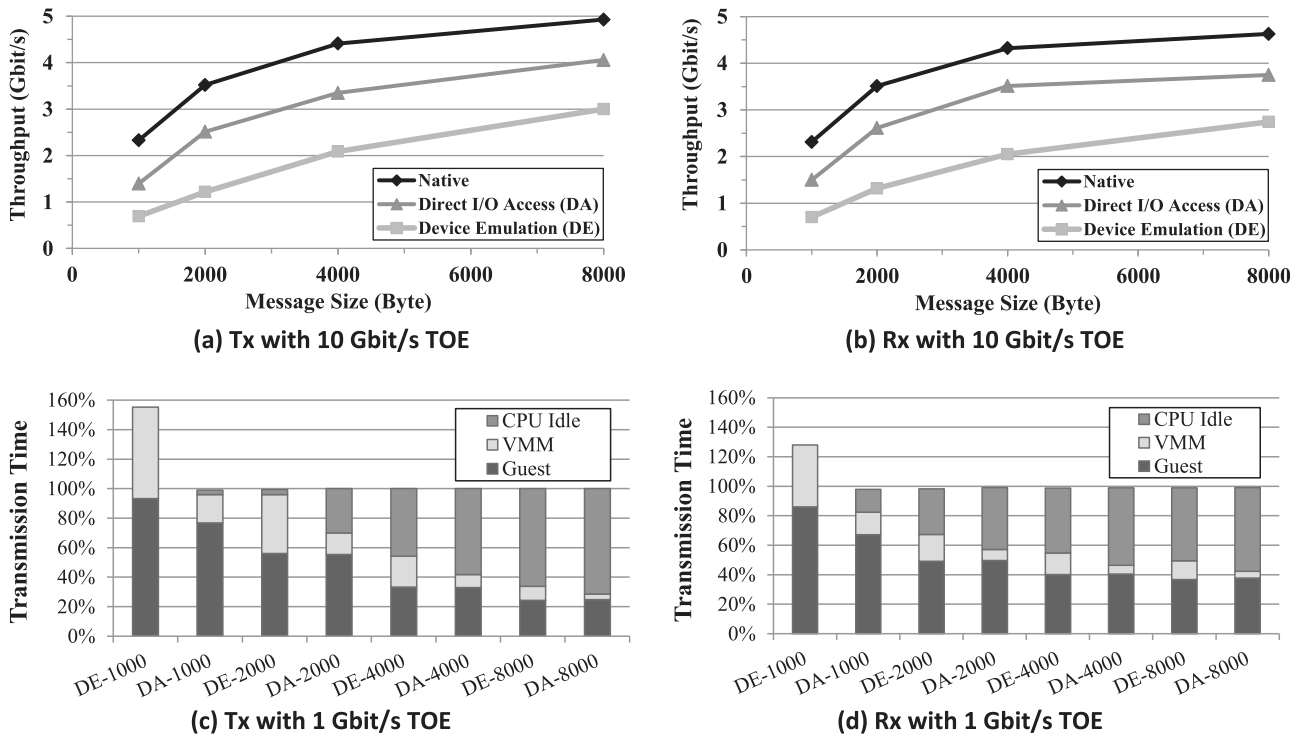 Throughput (Gbit/s)
5
4
3
2
1
0
Native
Direct I/O Access (DA)
Device Emulation (DE)
0 2000 4000 6000 8000
Message Size (Byte)
(a) Tx with 10 Gbit/s TOE
Throughput (Gbit/s)
5
4
3
2
1
0
Native
Direct I/O Access (DA)
Device Emulation (DE)
0 2000 4000 6000 8000
Message Size (Byte)
(b) Rx with 10 Gbit/s TOE
Transmission Time
160%
140%
120%
100%
80%
60%
40%
20%
0%
CPU Idle
VMM
Guest
DE-1000 DA-1000 DE-2000 DA-2000 DE-4000 DA-4000 DE-8000 DA-8000
(c) Tx with 1 Gbit/s TOE
Transmission Time
160%
140%
120%
100%
80%
60%
40%
20%
0%
CPU Idle
VMM
Guest
DE-1000 DA-1000 DE-2000 DA-2000 DE-4000 DA-4000 DE-8000 DA-8000
(d) Rx with 1 Gbit/s TOE